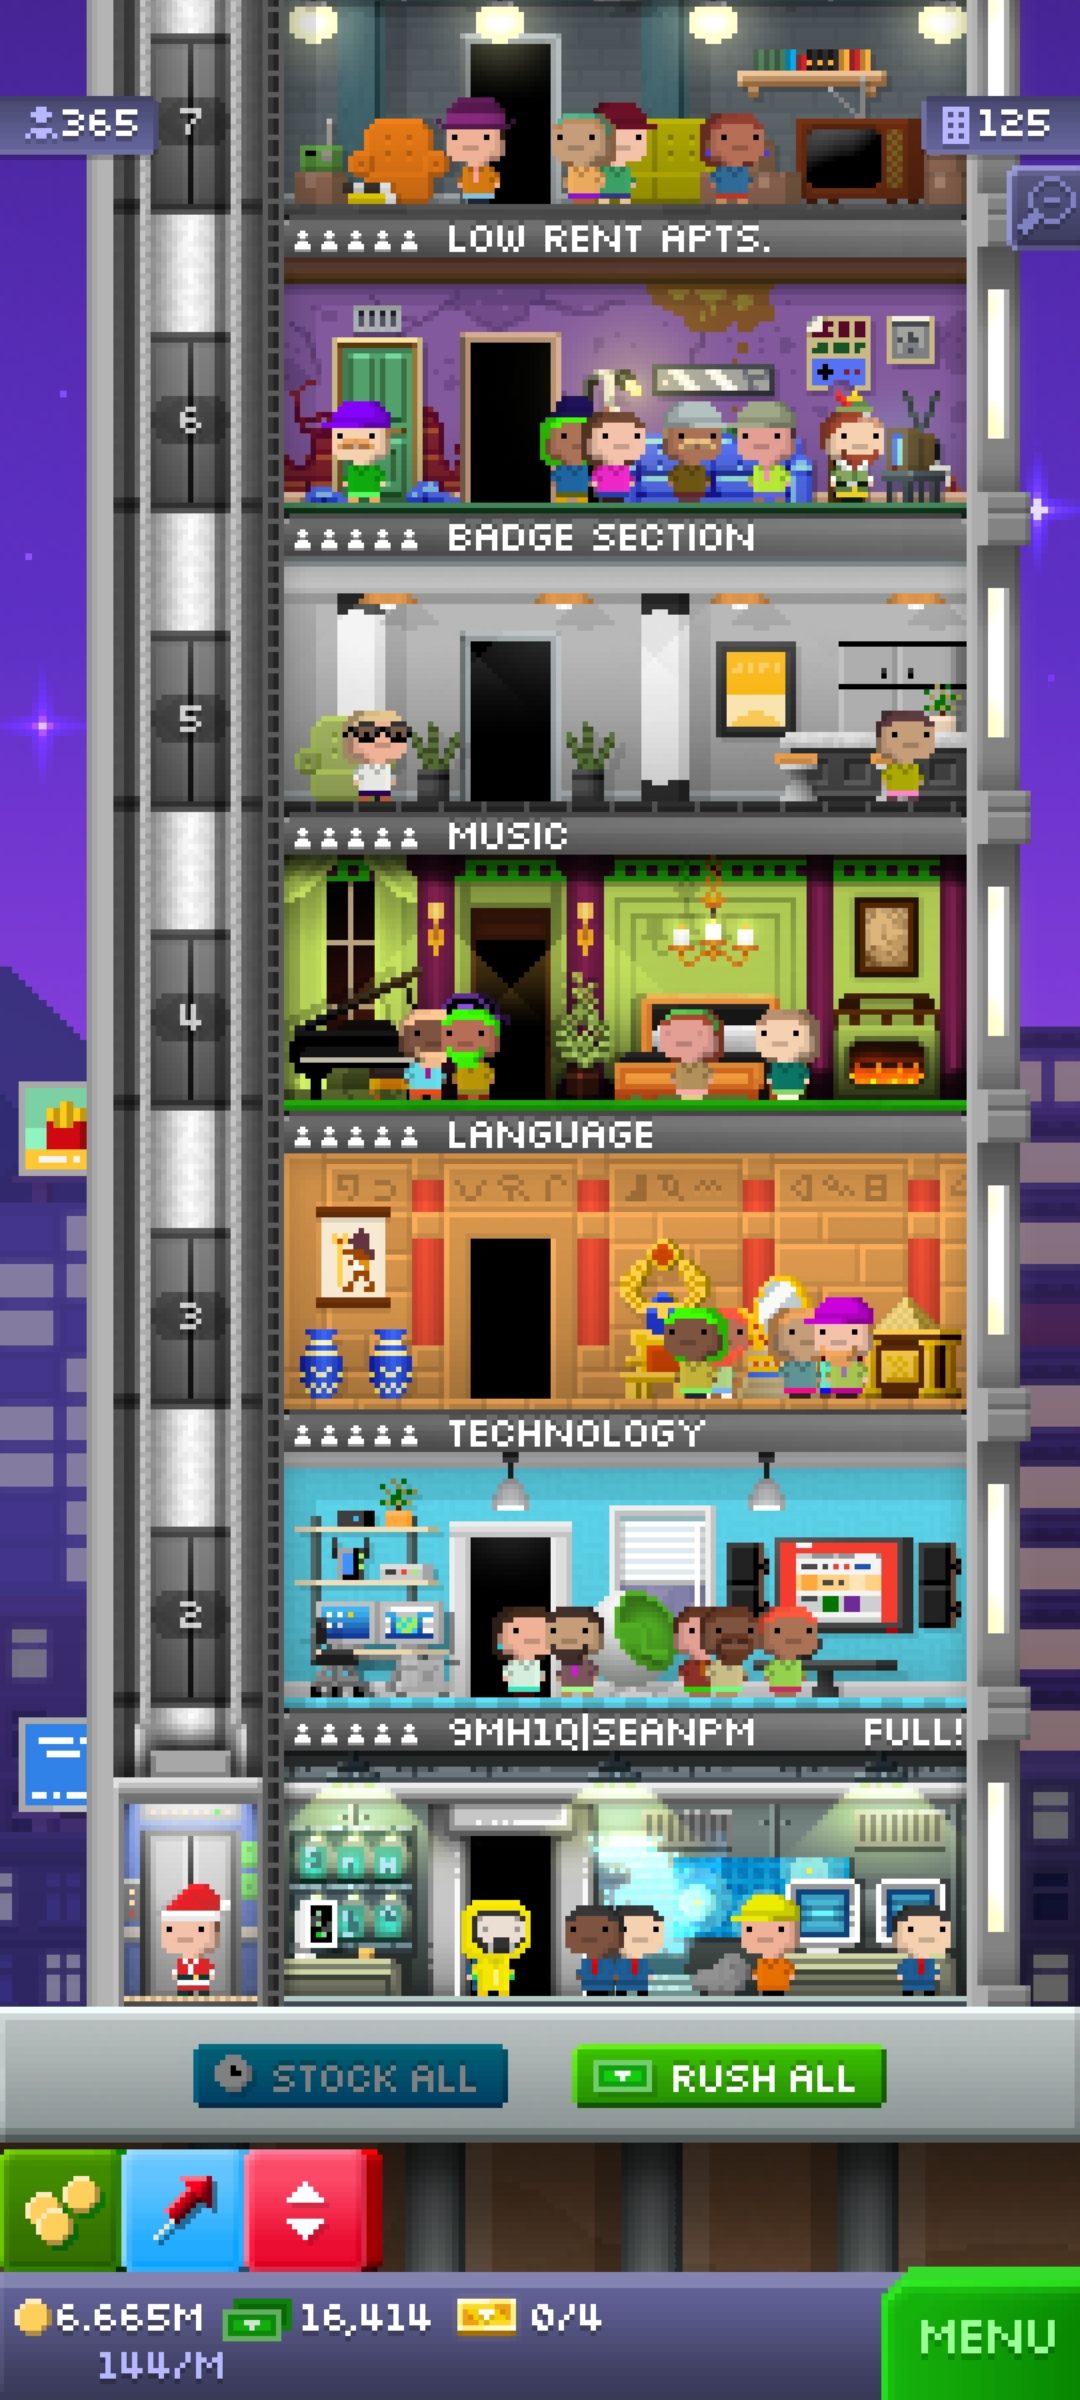 7
365
125
LOW RENT APTS.
6
BADGE SECTION
5
MUSIC
4
LANGUAGE
3
TECHNOLOGY
2
9MH1Q|SEANPM FULL!
STOCK ALL
RUSH ALL
6.665M 16,414 0/4
144/M
MENU